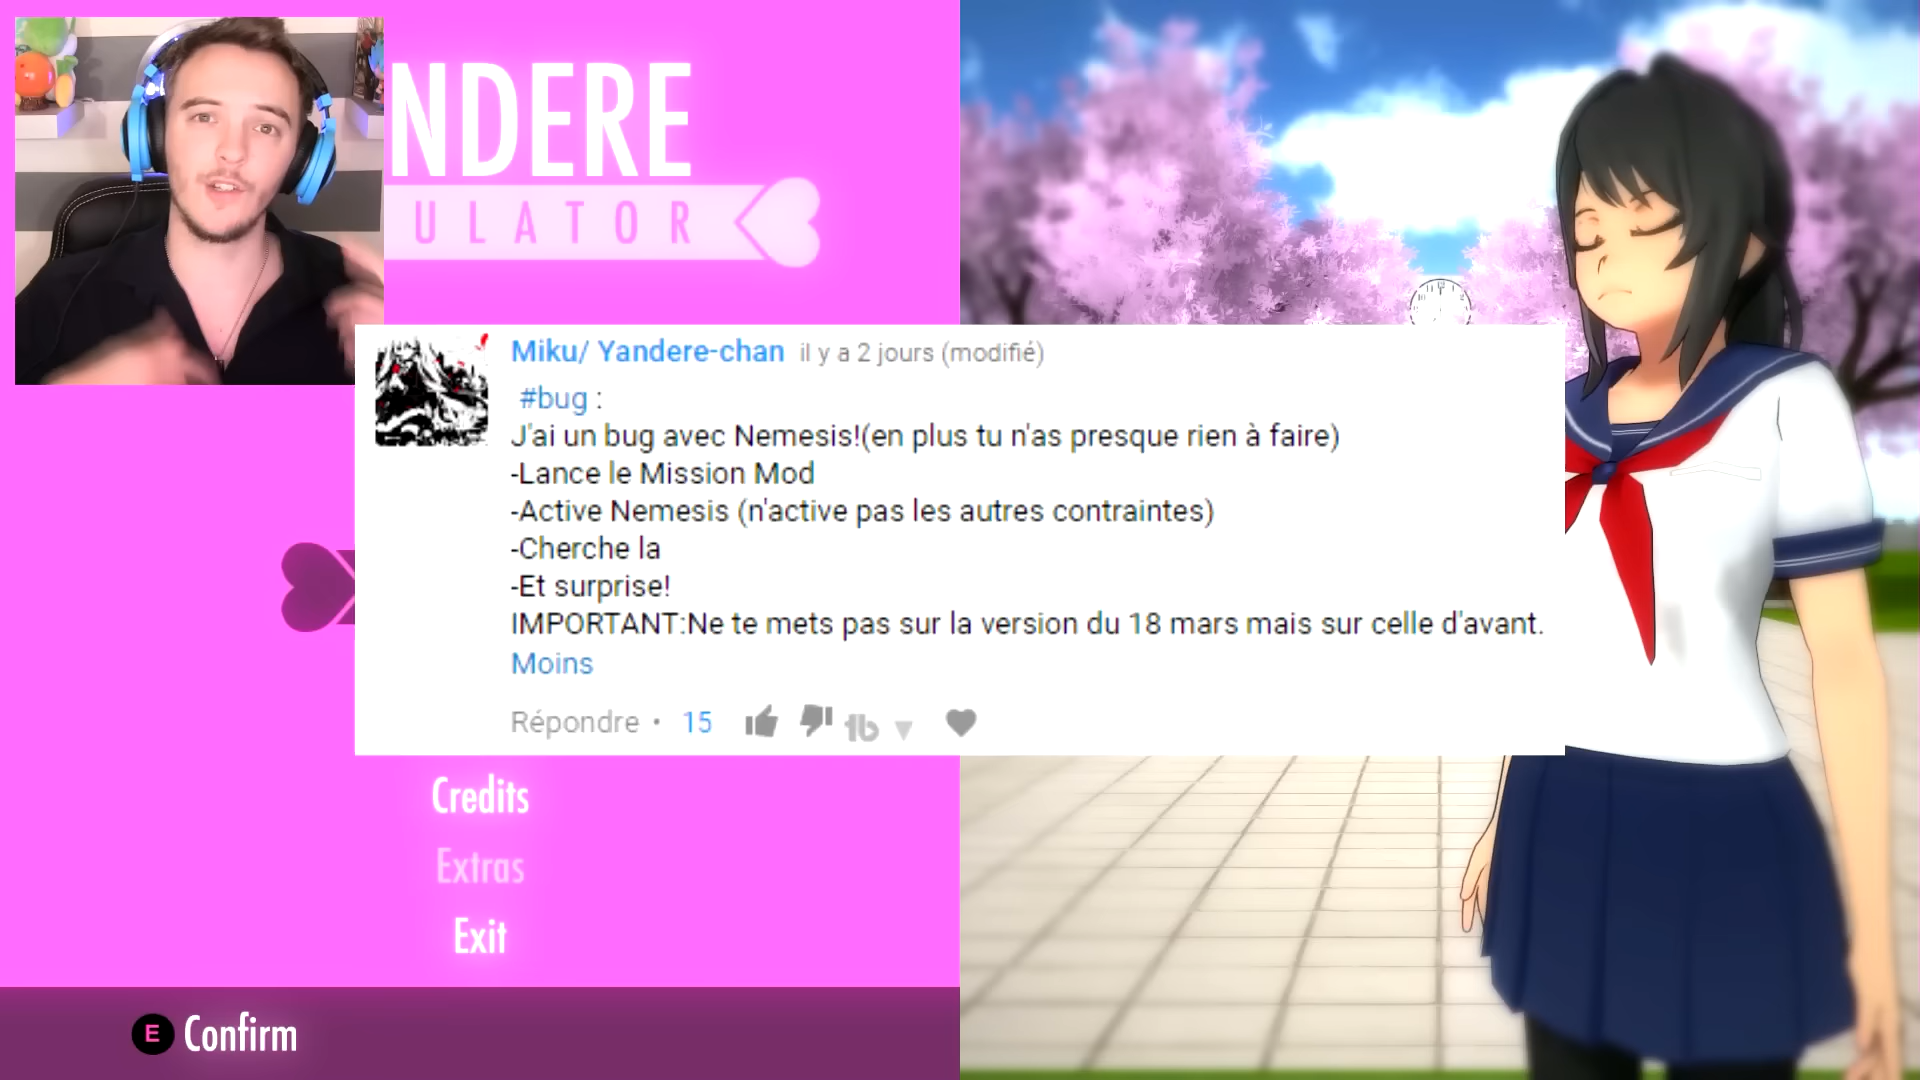 NDERE
ULATOR
Miku/ Yandere-chan il y a 2 jours (modifié)
#bug :
J'ai un bug avec Nemesis!(en plus tu n'as presque rien à faire)
-Lance le Mission Mod
-Active Nemesis (n'active pas les autres contraintes)
-Cherche la
-Et surprise!
IMPORTANT:Ne te mets pas sur la version du 18 mars mais sur celle d'avant.
Moins
Répondre • 15
Credits
Extras
Exit
E Confirm